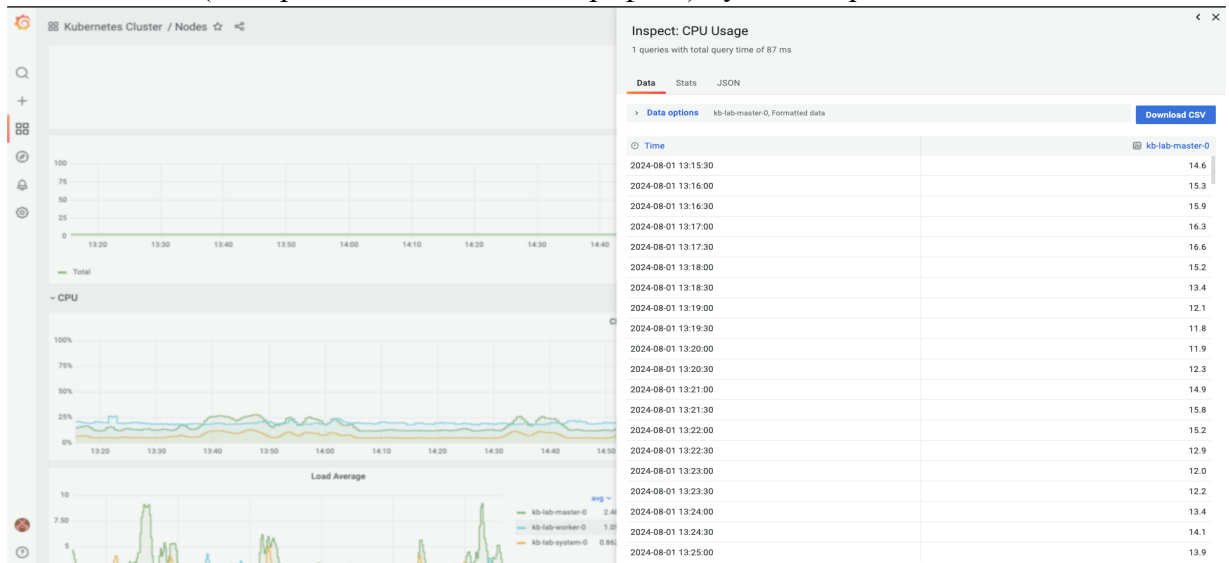 Kubernetes Cluster / Nodes
100
75
50
25
0
13:20 13:30 13:40 13:50 14:00 14:10 14:20 14:30 14:40
Total
CPU
100%
75%
50%
25%
0%
13:20 13:30 13:40 13:50 14:00 14:10 14:20 14:30 14:40 14:50
Load Average
10
7.50
5
avg
kb-lab-master-0
kb-lab-worker-0
kb-lab-system-0
Inspect: CPU Usage
1 queries with total query time of 87 ms
Data Stats JSON
Data options kb-lab-master-0, Formatted data
Download CSV
Time kb-lab-master-0
2024-08-01 13:15:30 14.6
2024-08-01 13:16:00 15.3
2024-08-01 13:16:30 15.9
2024-08-01 13:17:00 16.3
2024-08-01 13:17:30 16.6
2024-08-01 13:18:00 15.2
2024-08-01 13:18:30 13.4
2024-08-01 13:19:00 12.1
2024-08-01 13:19:30 11.8
2024-08-01 13:20:00 11.9
2024-08-01 13:20:30 12.3
2024-08-01 13:21:00 14.9
2024-08-01 13:21:30 15.8
2024-08-01 13:22:00 15.2
2024-08-01 13:22:30 12.9
2024-08-01 13:23:00 12.0
2024-08-01 13:23:30 12.2
2024-08-01 13:24:00 13.4
2024-08-01 13:24:30 14.1
2024-08-01 13:25:00 13.9